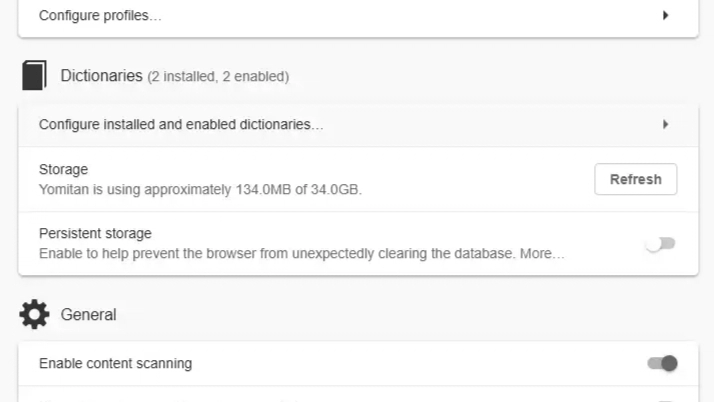 Configure profiles…
Dictionaries (2 installed, 2 enabled)
Configure installed and enabled dictionaries…
Storage
Yomitan is using approximately 134.0MB of 34.0GB.
Refresh
Persistent storage
Enable to help prevent the browser from unexpectedly clearing the database. More…
General
Enable content scanning